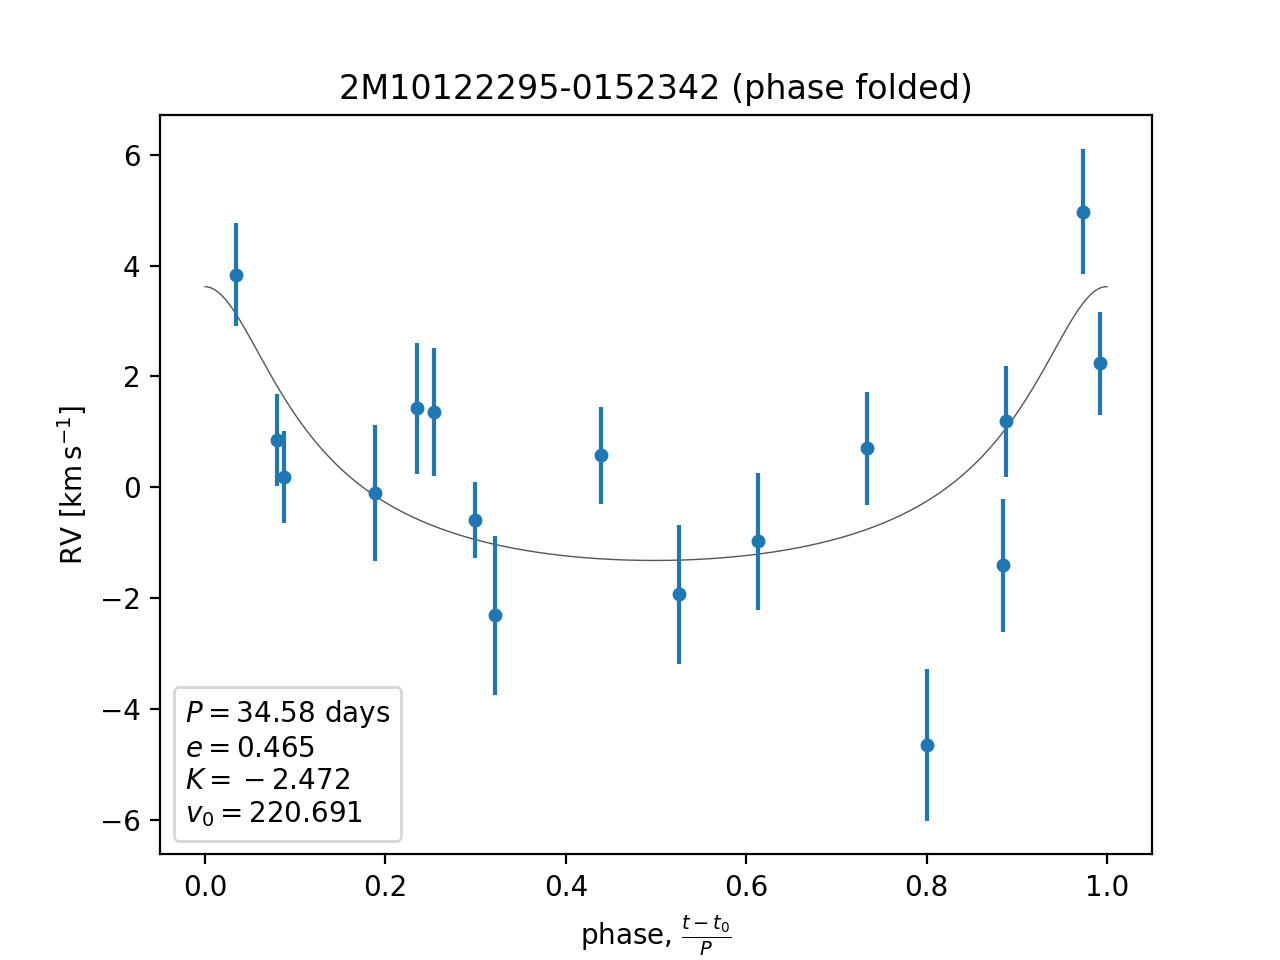 2M10122295-0152342 (phase folded)
RV [km s⁻¹]
6
4
2
0
−2
−4
−6
P = 34.58 days
e = 0.465
K = −2.472
v₀ = 220.691
0.0 0.2 0.4 0.6 0.8 1.0
phase, (t − t₀)/P